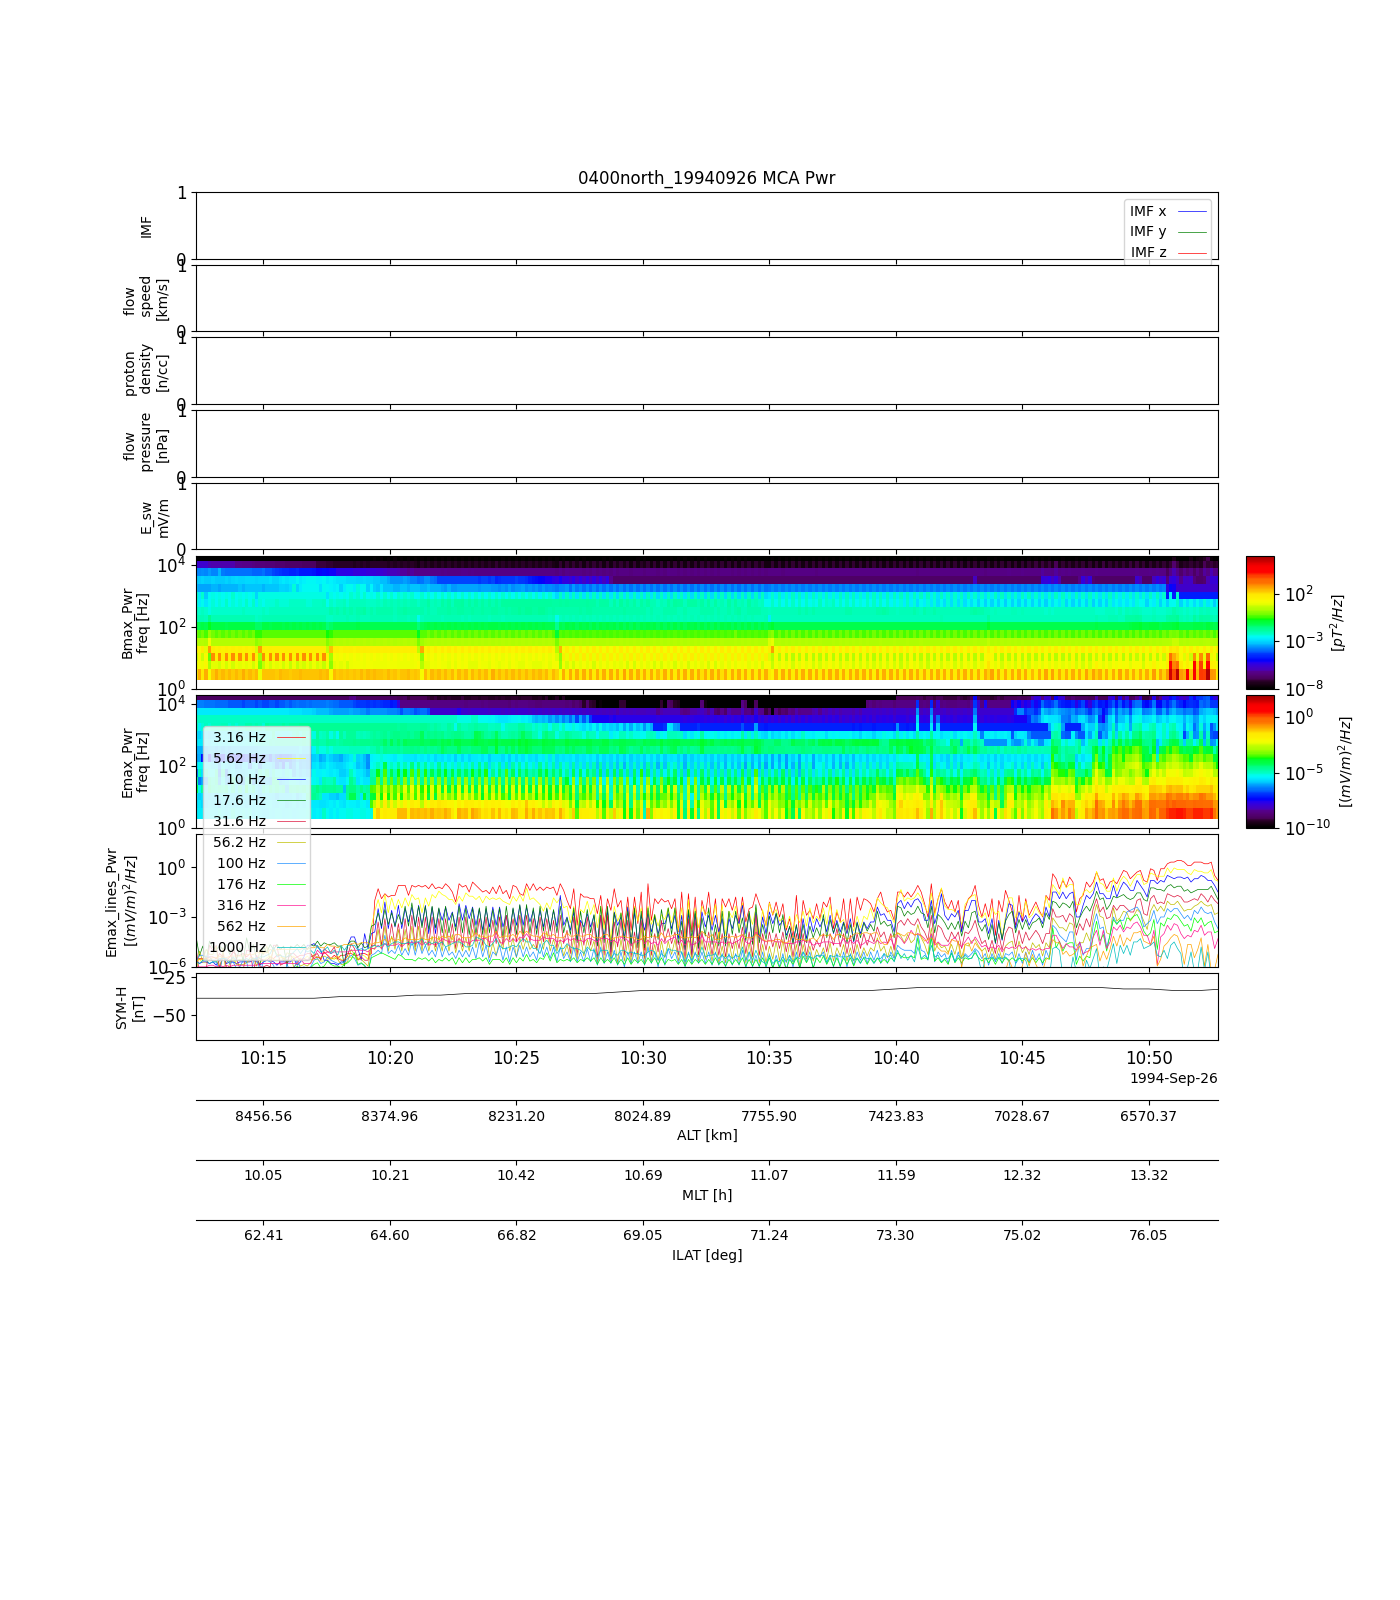 0400north_19940926 MCA Pwr
1
IMF
0
IMF x
IMF y
IMF z
1
flow
speed
[km/s]
0
1
proton
density
[n/cc]
0
1
flow
pressure
[nPa]
0
1
E_sw
mV/m
0
10^4
10^2
10^0
Bmax_Pwr
freq [Hz]
10^2
10^-3
10^-8
[pT^2/Hz]
10^4
10^2
10^0
Emax_Pwr
freq [Hz]
10^0
10^-5
10^-10
[(mV/m)^2/Hz]
3.16 Hz
5.62 Hz
10 Hz
17.6 Hz
31.6 Hz
56.2 Hz
100 Hz
176 Hz
316 Hz
562 Hz
1000 Hz
10^0
10^-3
10^-6
Emax_lines_Pwr
[(mV/m)^2/Hz]
−25
−50
SYM-H
[nT]
10:15 10:20 10:25 10:30 10:35 10:40 10:45 10:50
1994-Sep-26
8456.56 8374.96 8231.20 8024.89 7755.90 7423.83 7028.67 6570.37
ALT [km]
10.05 10.21 10.42 10.69 11.07 11.59 12.32 13.32
MLT [h]
62.41 64.60 66.82 69.05 71.24 73.30 75.02 76.05
ILAT [deg]